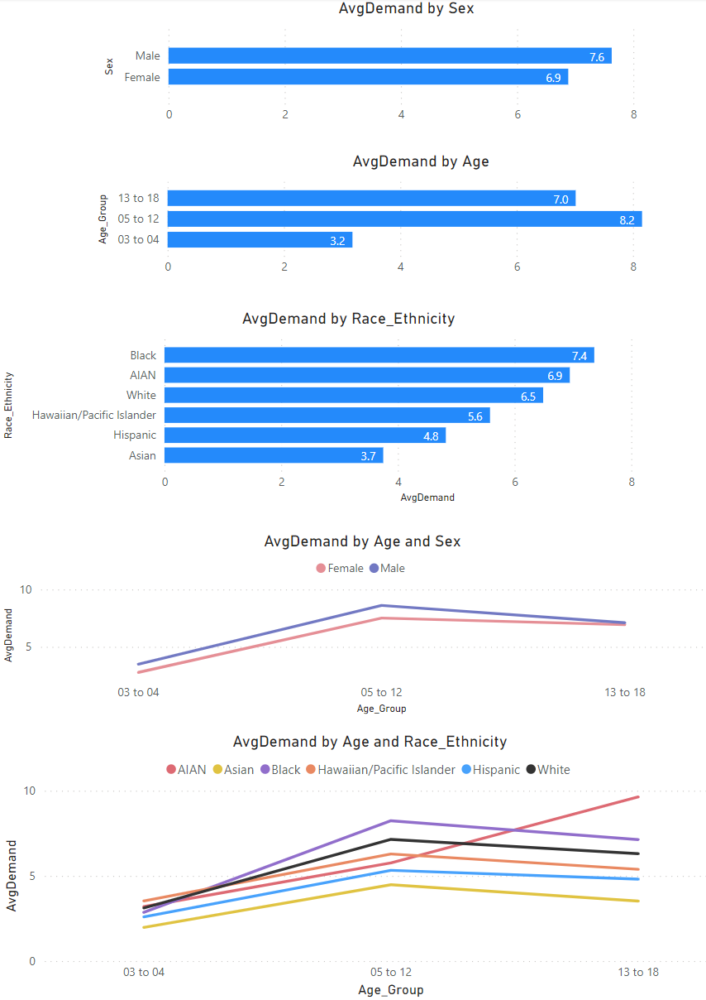 AvgDemand by Sex
Sex
Male 7.6
Female 6.9
0 2 4 6 8
AvgDemand by Age
Age_Group
13 to 18 7.0
05 to 12 8.2
03 to 04 3.2
0 2 4 6 8
AvgDemand by Race_Ethnicity
Race_Ethnicity
Black 7.4
AIAN 6.9
White 6.5
Hawaiian/Pacific Islander 5.6
Hispanic 4.8
Asian 3.7
0 2 4 6 8
AvgDemand
AvgDemand by Age and Sex
Female Male
AvgDemand
10
5
03 to 04 05 to 12 13 to 18
Age_Group
AvgDemand by Age and Race_Ethnicity
AIAN Asian Black Hawaiian/Pacific Islander Hispanic White
AvgDemand
10
5
0
03 to 04 05 to 12 13 to 18
Age_Group